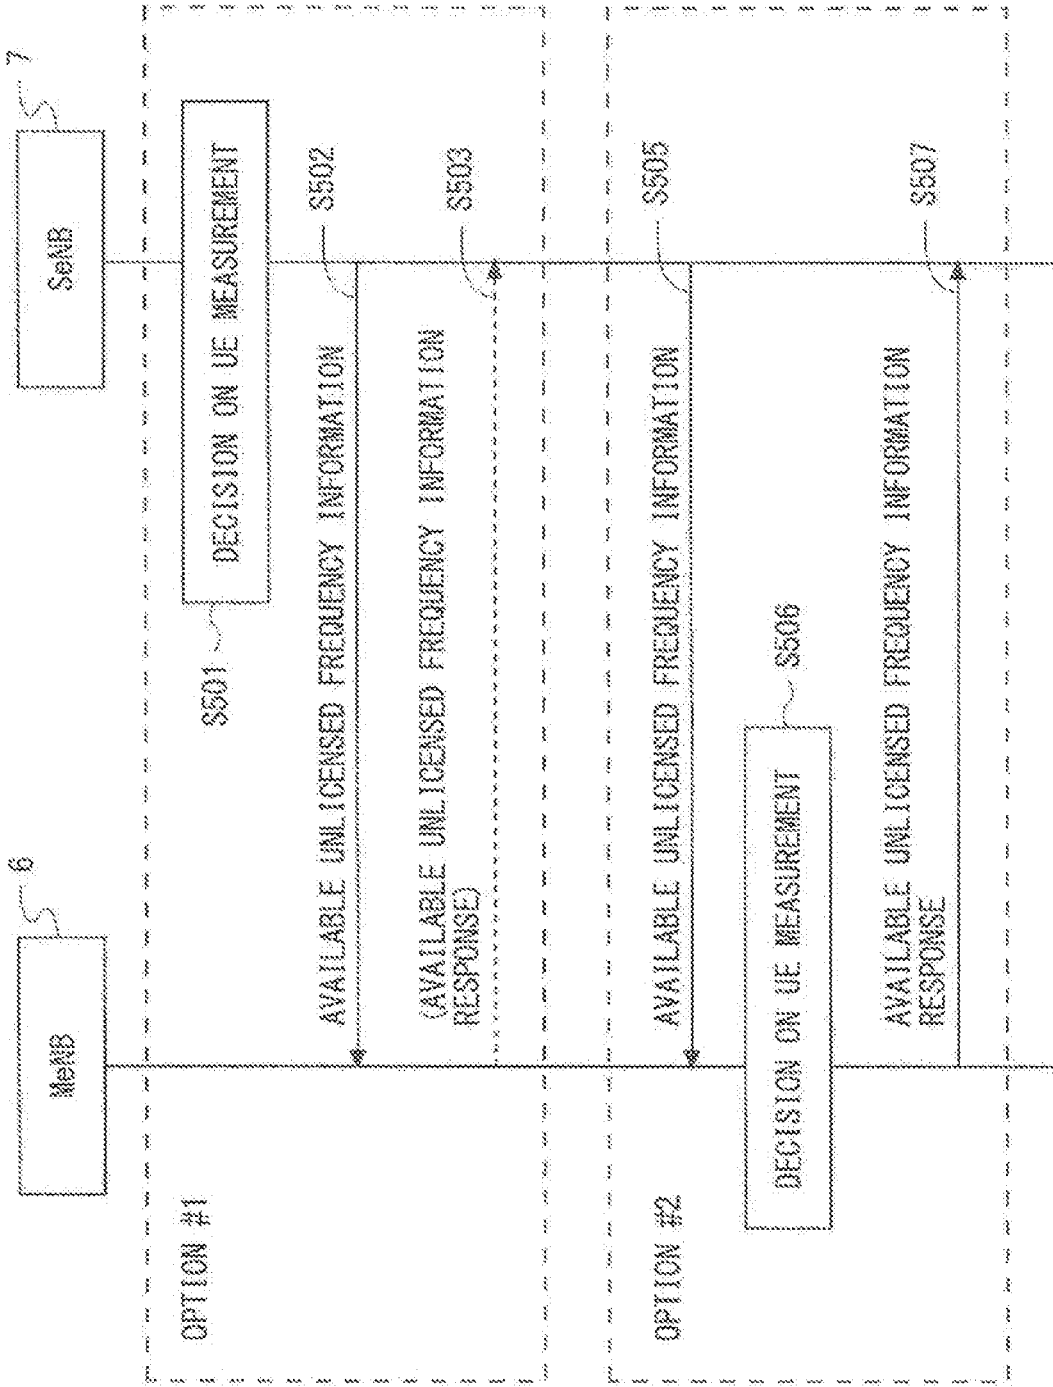 MeNB
6
SeNB
7
OPTION #1
S501
DECISION ON UE MEASUREMENT
AVAILABLE UNLICENSED FREQUENCY INFORMATION
S502
(AVAILABLE UNLICENSED FREQUENCY INFORMATION
RESPONSE)
S503
OPTION #2
AVAILABLE UNLICENSED FREQUENCY INFORMATION
S505
DECISION ON UE MEASUREMENT
S506
AVAILABLE UNLICENSED FREQUENCY INFORMATION
RESPONSE
S507